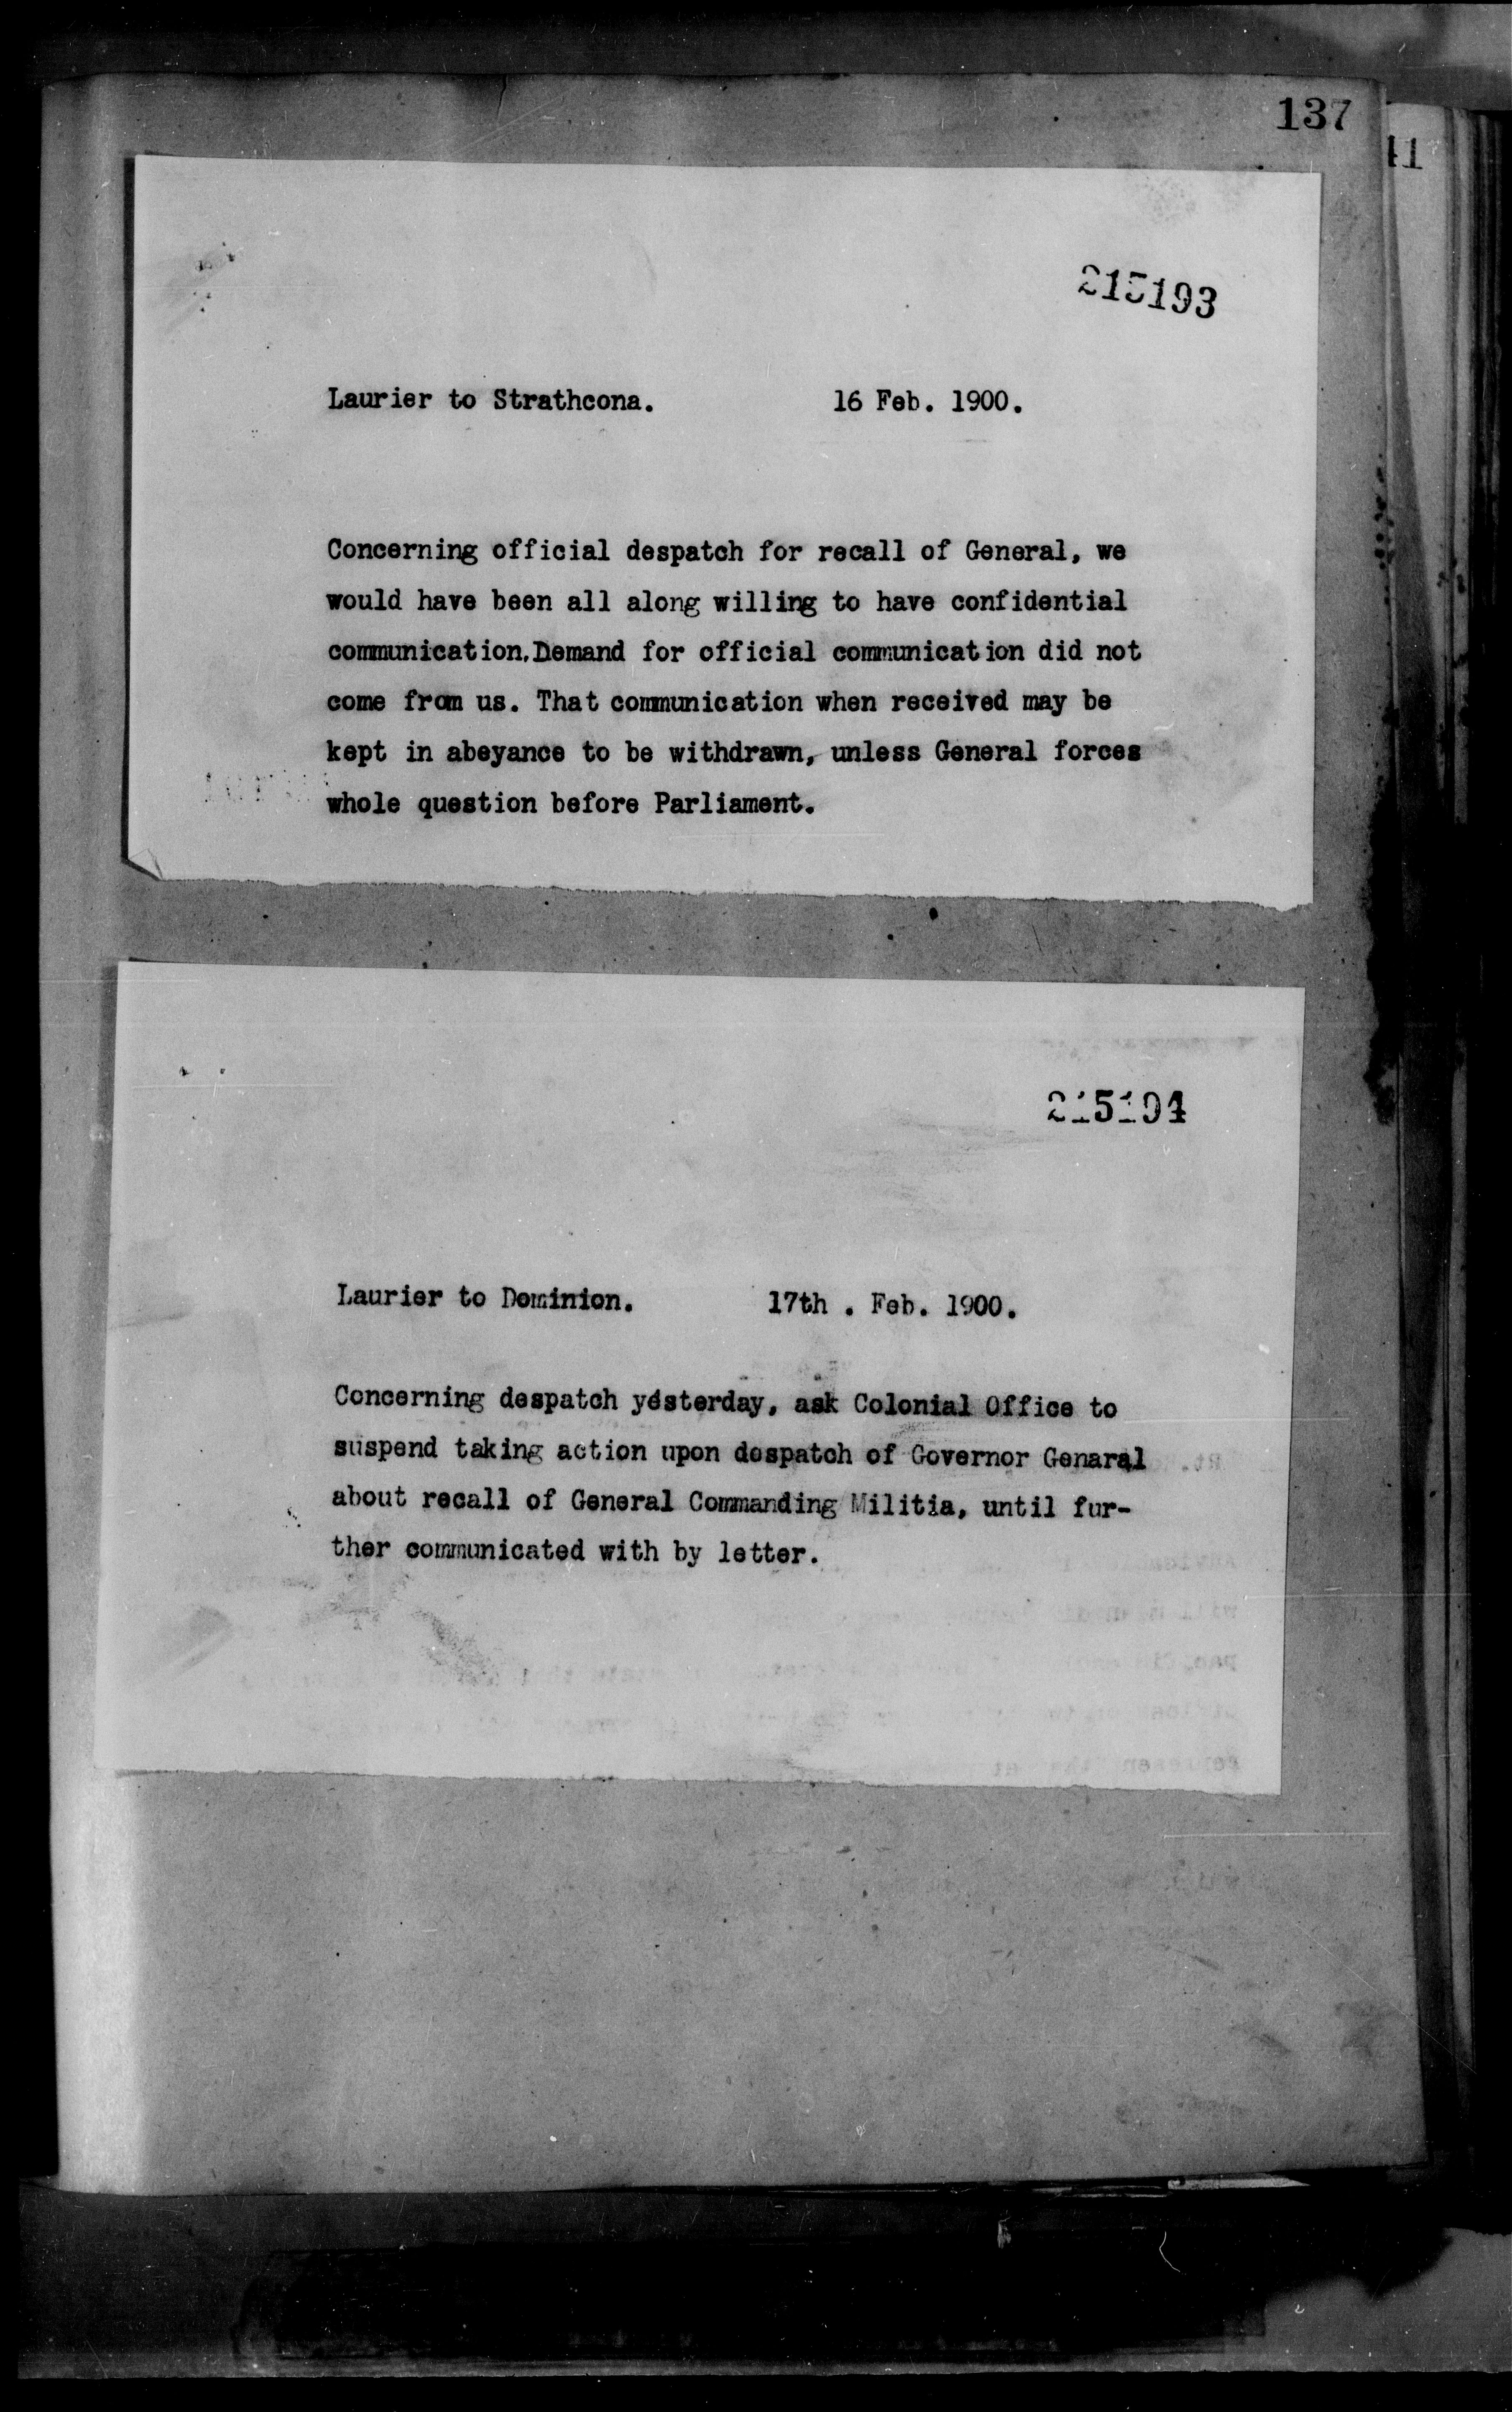 137
41
215193
Laurier to Strathcona. 16 Feb. 1900.
Concerning official despatch for recall of General, we
would have been all along willing to have confidential
communication.Demand for official communication did not
come from us. That communication when received may be
kept in abeyance to be withdrawn, unless General forces
whole question before Parliament.
215194
Laurier to Dominion. 17th . Feb. 1900.
Concerning despatch yesterday, ask Colonial Office to
suspend taking action upon despatch of Governor Genaral
about recall of General Commanding Militia, until fur-
ther communicated with by letter.